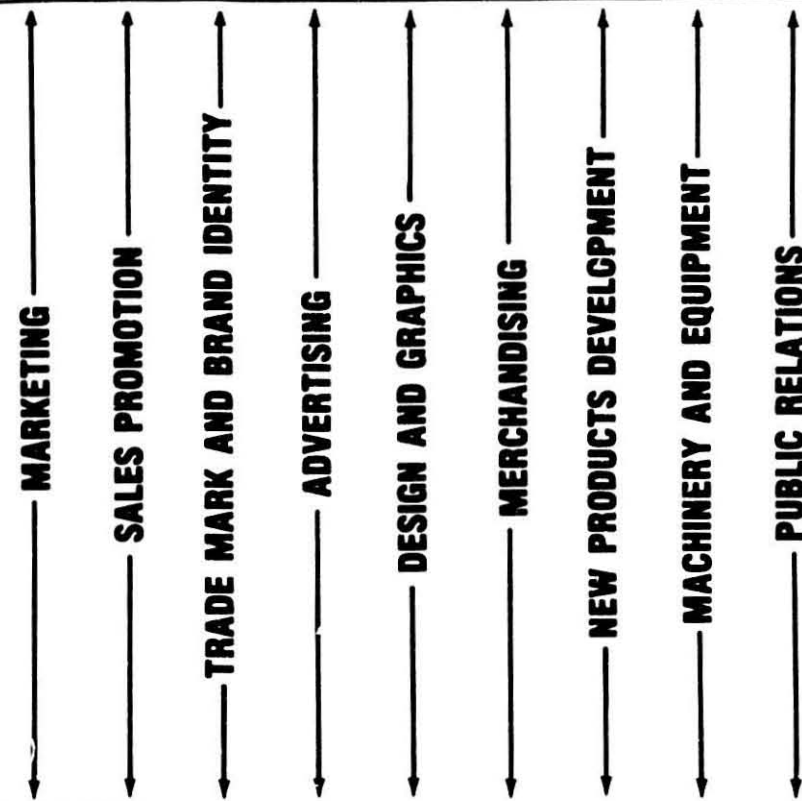 MARKETING
SALES PROMOTION
TRADE MARK AND BRAND IDENTITY
ADVERTISING
DESIGN AND GRAPHICS
MERCHANDISING
NEW PRODUCTS DEVELCPMENT
MACHINERY AND EQUIPMENT
PUBLIC RELATIONS